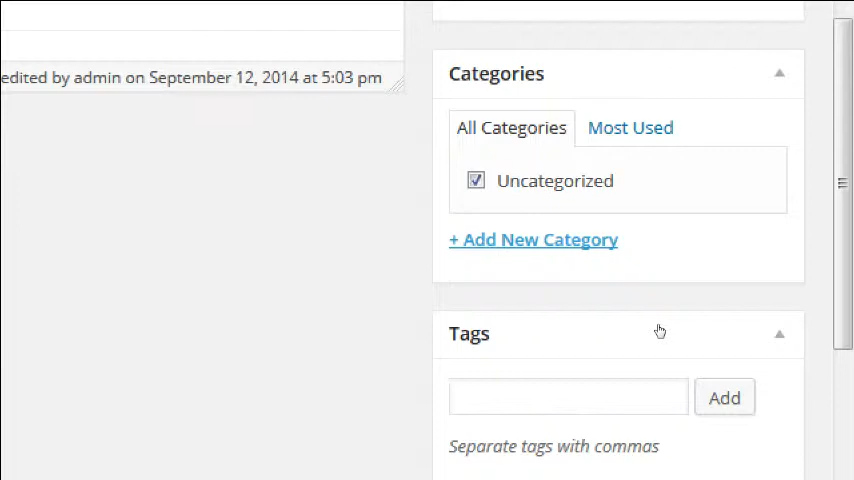 edited by admin on September 12, 2014 at 5:03 pm
Categories
All Categories Most Used
Uncategorized
+ Add New Category
Tags
Add
Separate tags with commas